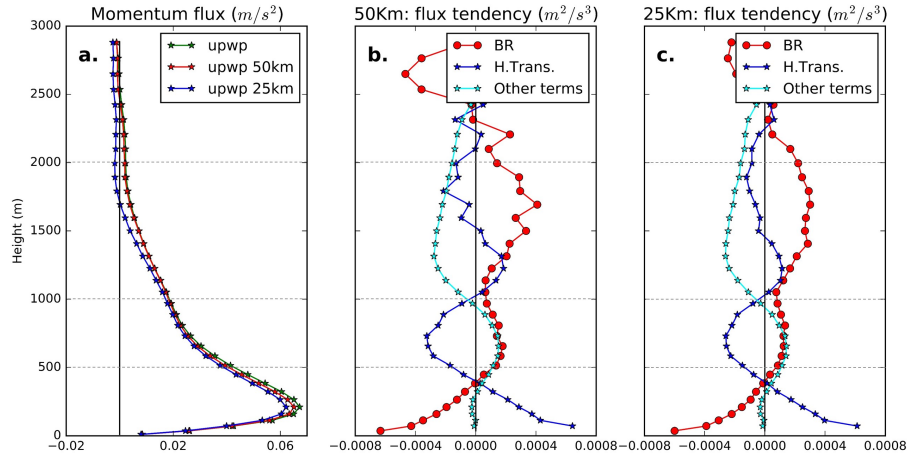 Momentum flux (m/s²)
50Km: flux tendency (m²/s³)
25Km: flux tendency (m²/s³)
a.
upwp
upwp 50km
upwp 25km
b.
BR
H.Trans.
Other terms
c.
BR
H.Trans.
Other terms
Height (m)
3000
2500
2000
1500
1000
500
0
−0.02 0.02 0.06
−0.0008 −0.0004 0.0000 0.0004 0.0008
−0.0008 −0.0004 0.0000 0.0004 0.0008